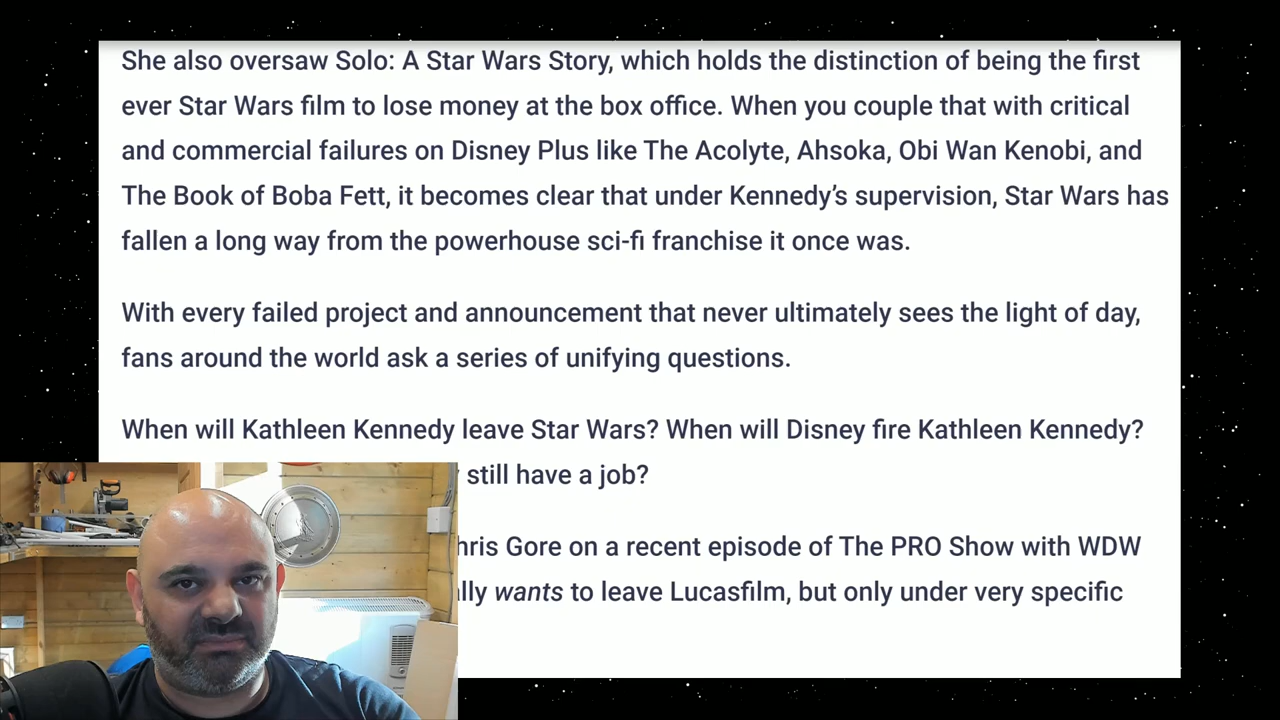 She also oversaw Solo: A Star Wars Story, which holds the distinction of being the first
ever Star Wars film to lose money at the box office. When you couple that with critical
and commercial failures on Disney Plus like The Acolyte, Ahsoka, Obi Wan Kenobi, and
The Book of Boba Fett, it becomes clear that under Kennedy’s supervision, Star Wars has
fallen a long way from the powerhouse sci-fi franchise it once was.
With every failed project and announcement that never ultimately sees the light of day,
fans around the world ask a series of unifying questions.
When will Kathleen Kennedy leave Star Wars? When will Disney fire Kathleen Kennedy?
still have a job?
Gore on a recent episode of The PRO Show with WDW
wants to leave Lucasfilm, but only under very specific